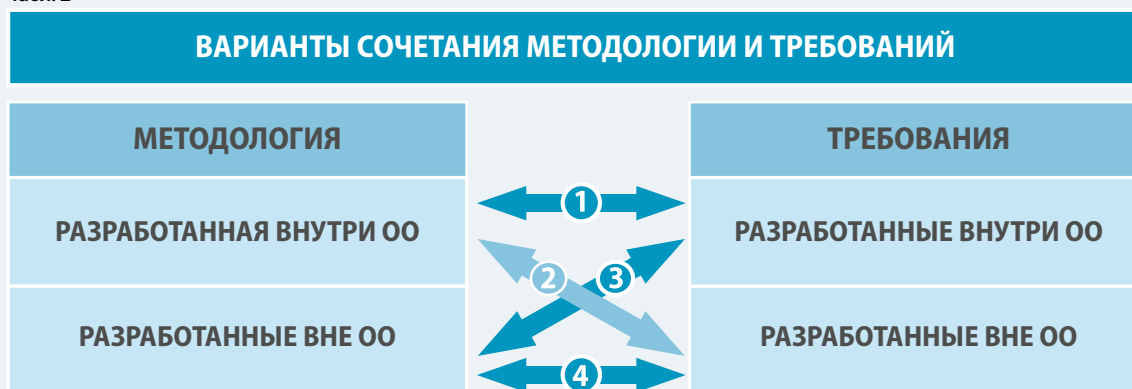 ВАРИАНТЫ СОЧЕТАНИЯ МЕТОДОЛОГИИ И ТРЕБОВАНИЙ
МЕТОДОЛОГИЯ
ТРЕБОВАНИЯ
РАЗРАБОТАННАЯ ВНУТРИ ОО
1
РАЗРАБОТАННЫЕ ВНУТРИ ОО
2
3
РАЗРАБОТАННЫЕ ВНЕ ОО
РАЗРАБОТАННЫЕ ВНЕ ОО
4